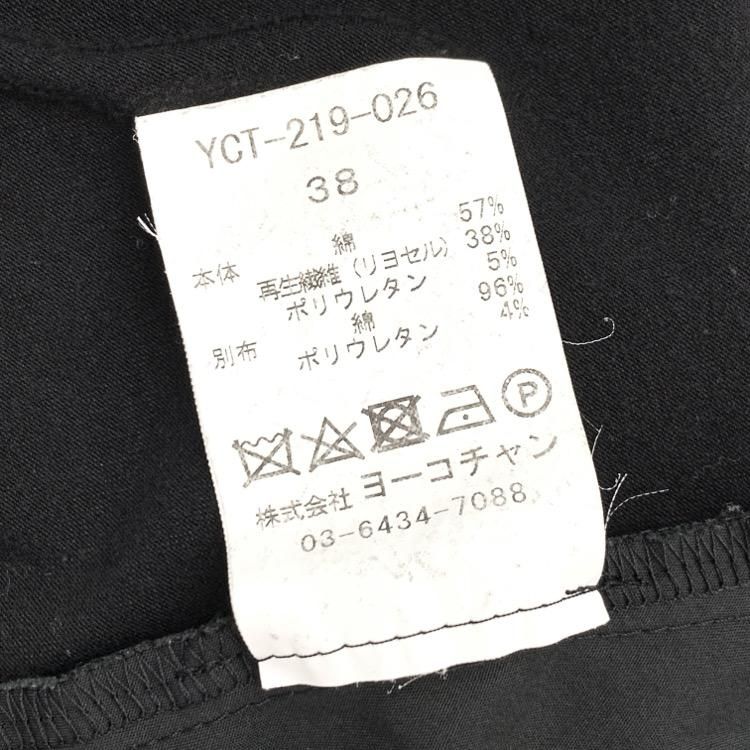 YCT-219-026
38
綿 57%
本体 再生繊維(リヨセル) 38%
ポリウレタン 5%
綿 96%
別布 ポリウレタン 4%
P
株式会社 ヨーコチャン
03-6434-7088